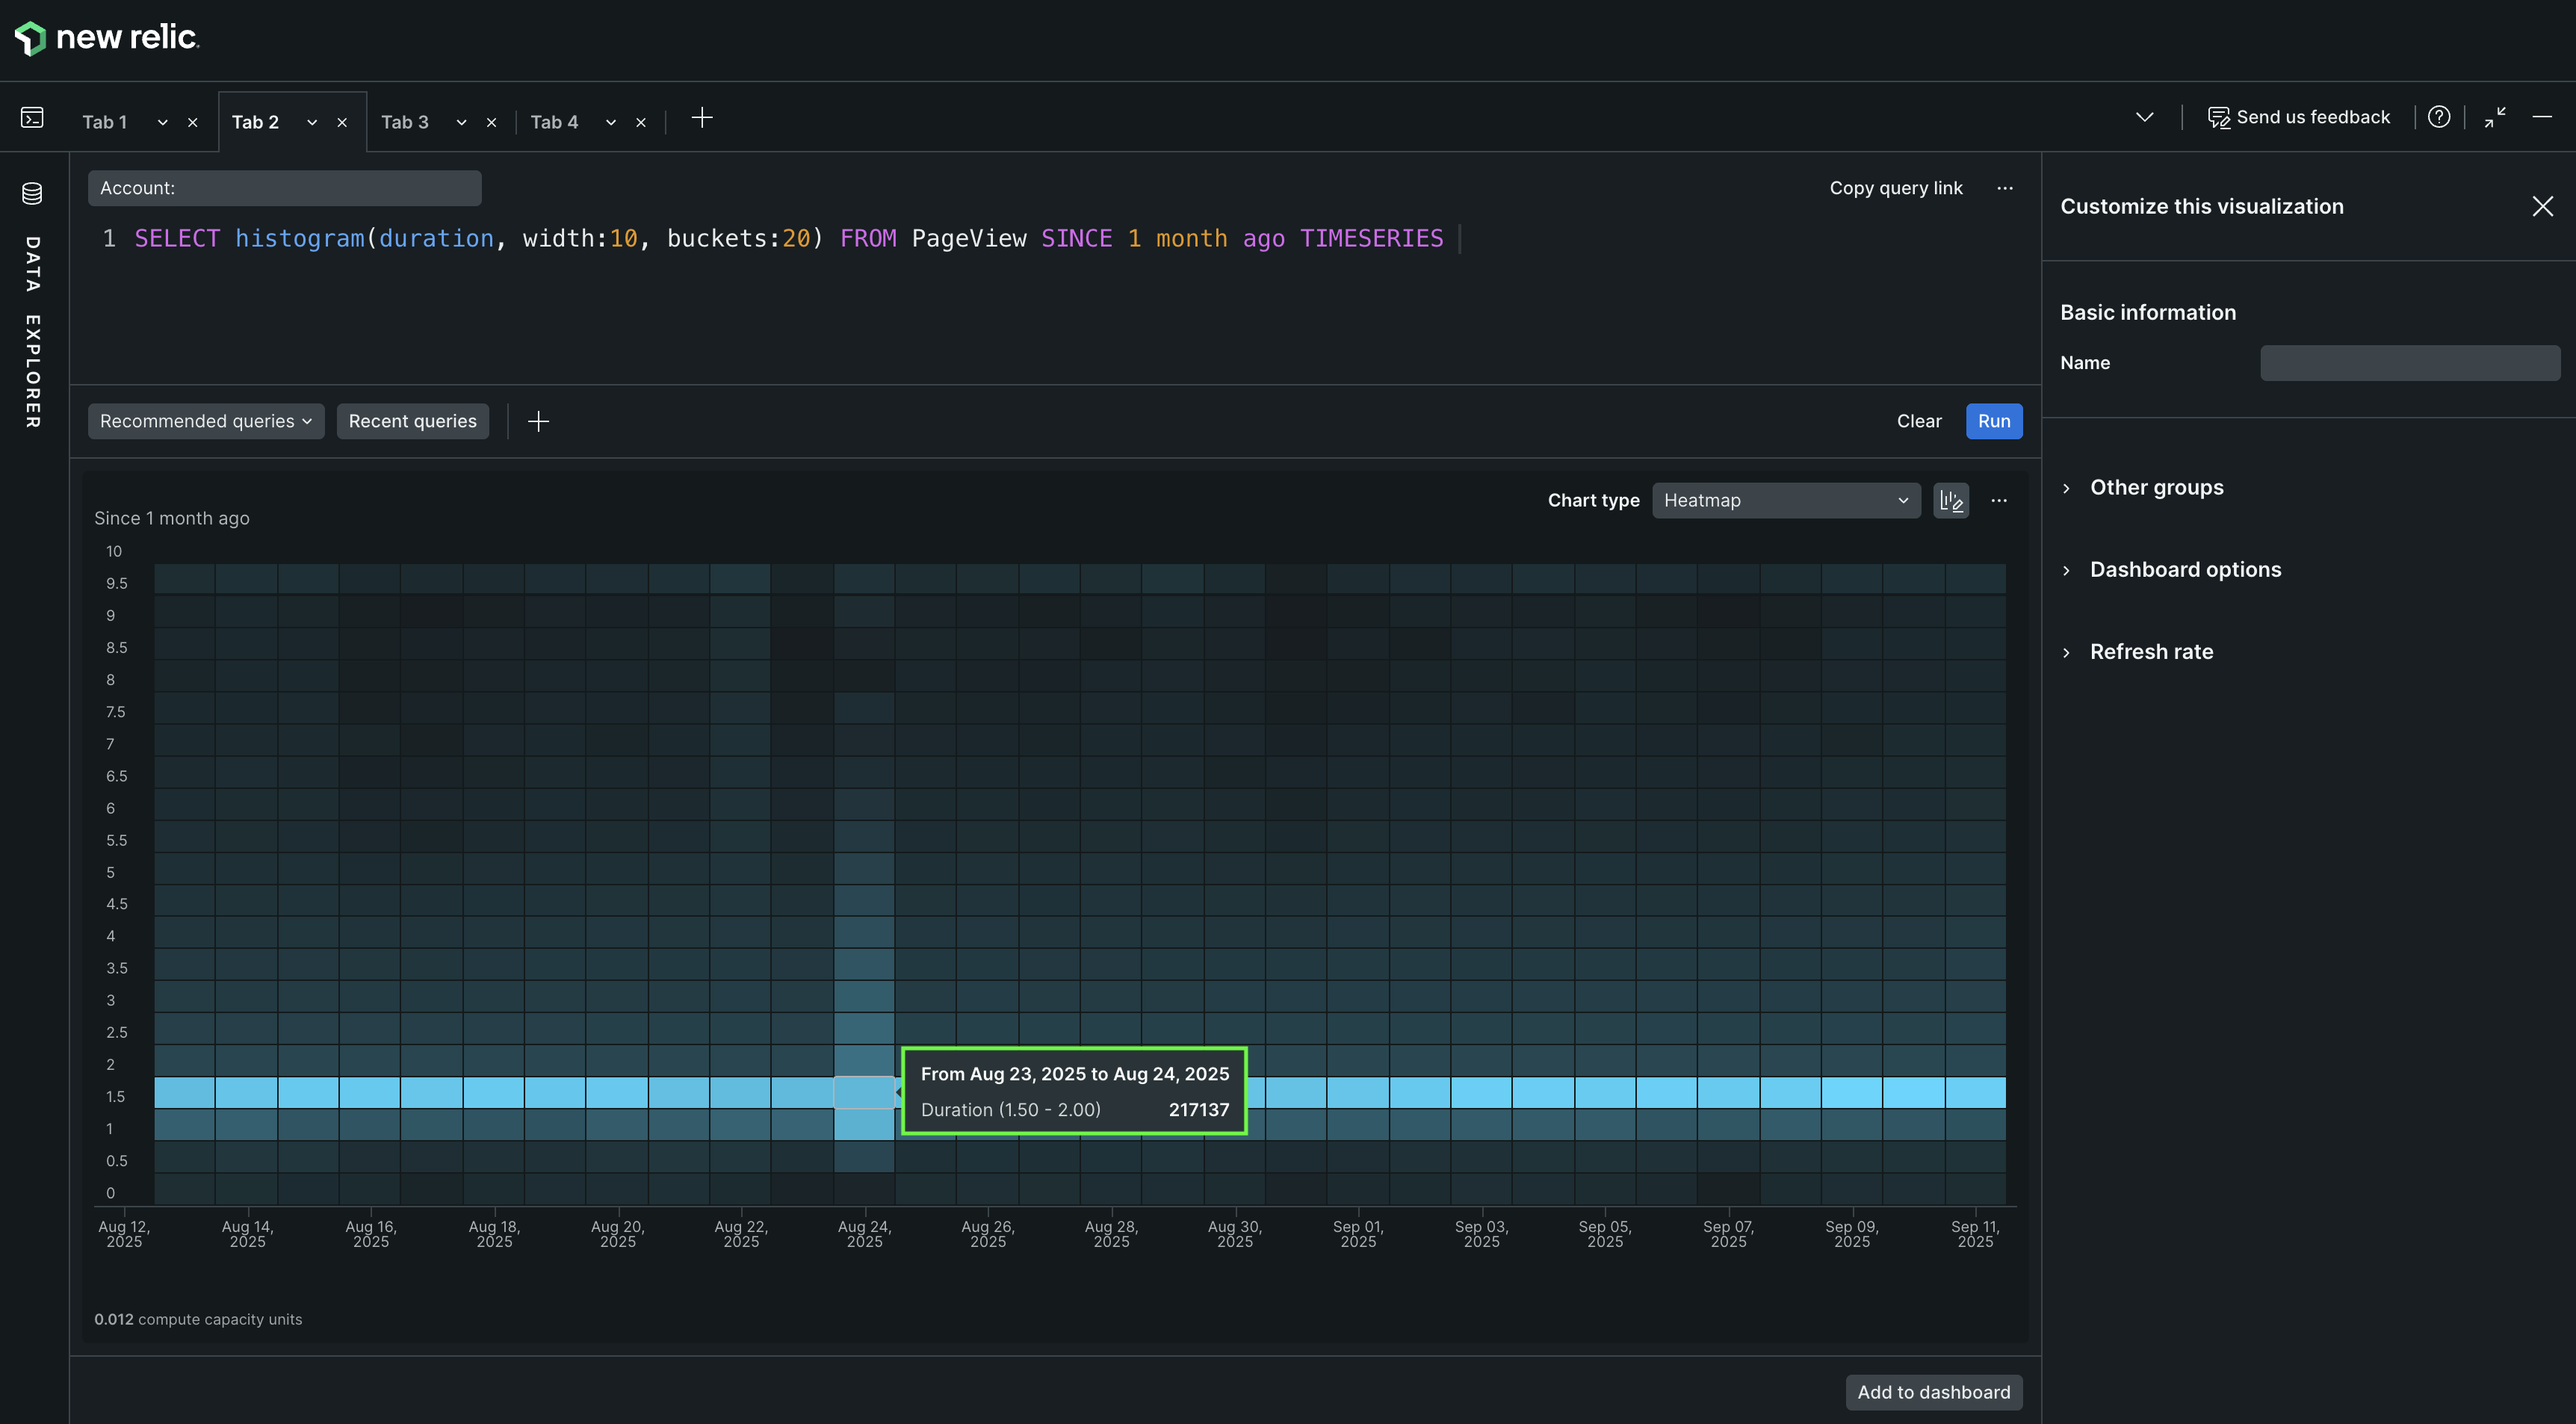 new relic
Tab 1
Tab 2
Tab 3
Tab 4
Send us feedback
DATA EXPLORER
Account:
Copy query link
1 SELECT histogram(duration, width:10, buckets:20) FROM PageView SINCE 1 month ago TIMESERIES
Recommended queries
Recent queries
Clear
Run
Since 1 month ago
Chart type
Heatmap
10
9.5
9
8.5
8
7.5
7
6.5
6
5.5
5
4.5
4
3.5
3
2.5
2
1.5
1
0.5
0
From Aug 23, 2025 to Aug 24, 2025
Duration (1.50 - 2.00) 217137
Aug 12,
2025
Aug 14,
2025
Aug 16,
2025
Aug 18,
2025
Aug 20,
2025
Aug 22,
2025
Aug 24,
2025
Aug 26,
2025
Aug 28,
2025
Aug 30,
2025
Sep 01,
2025
Sep 03,
2025
Sep 05,
2025
Sep 07,
2025
Sep 09,
2025
Sep 11,
2025
0.012 compute capacity units
Add to dashboard
Customize this visualization
Basic information
Name
Other groups
Dashboard options
Refresh rate